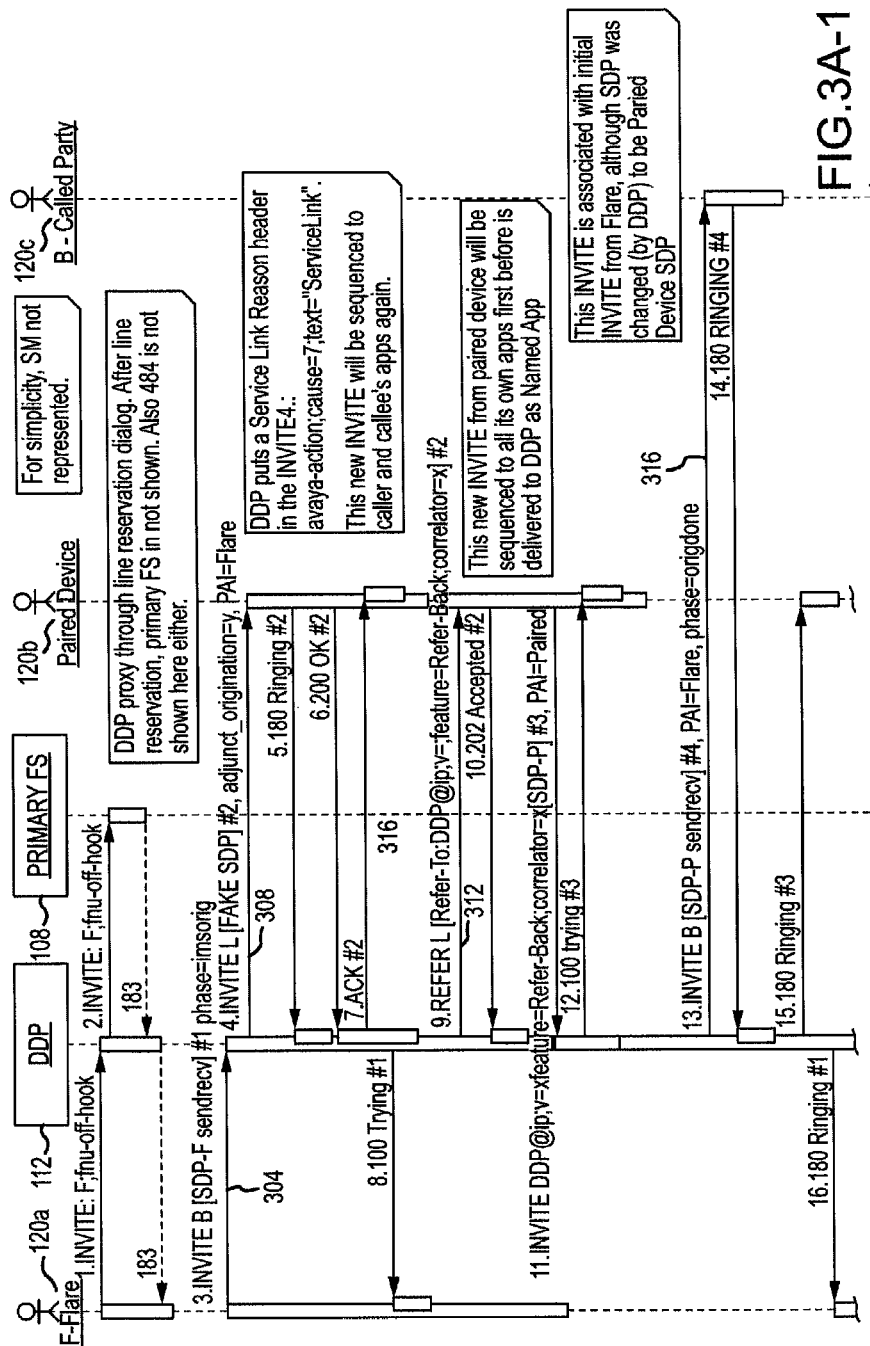 120a
F-Flare
112
DDP
108
PRIMARY FS
120b
Paired Device
120c
B - Called Party
For simplicity, SM not
represented.
DDP proxy through line reservation dialog. After line
reservation, primary FS in not shown. Also 484 is not
shown here either.
1.INVITE: F;fnu-off-hook
2.INVITE: F;fnu-off-hook
183
183
3.INVITE B [SDP-F sendrecv] #1 phase=imsorig
304
4.INVITE L [FAKE SDP] #2, adjunct_origination=y, PAI=Flare
308
DDP puts a Service Link Reason header
in the INVITE4.:
avaya-action;cause=7;text="ServiceLink".
This new INVITE will be sequenced to
caller and callee's apps again.
5.180 Ringing #2
6.200 OK #2
7.ACK #2
316
8.100 Trying #1
9.REFER L [Refer-To:DDP@ip;v=;feature=Refer-Back;correlator=x] #2
312
10.202 Accepted #2
This new INVITE from paired device will be
sequenced to all its own apps first before is
delivered to DDP as Named App
11.INVITE DDP@ip;v=xfeature=Refer-Back;correlator=x[SDP-P] #3, PAI=Paired
12.100 trying #3
This INVITE is associated with initial
INVITE from Flare, although SDP was
changed (by DDP) to be Paried
Device SDP
13.INVITE B [SDP-P sendrecv] #4, PAI=Flare, phase=origdone
316
14.180 RINGING #4
15.180 Ringing #3
16.180 Ringing #1
FIG.3A-1